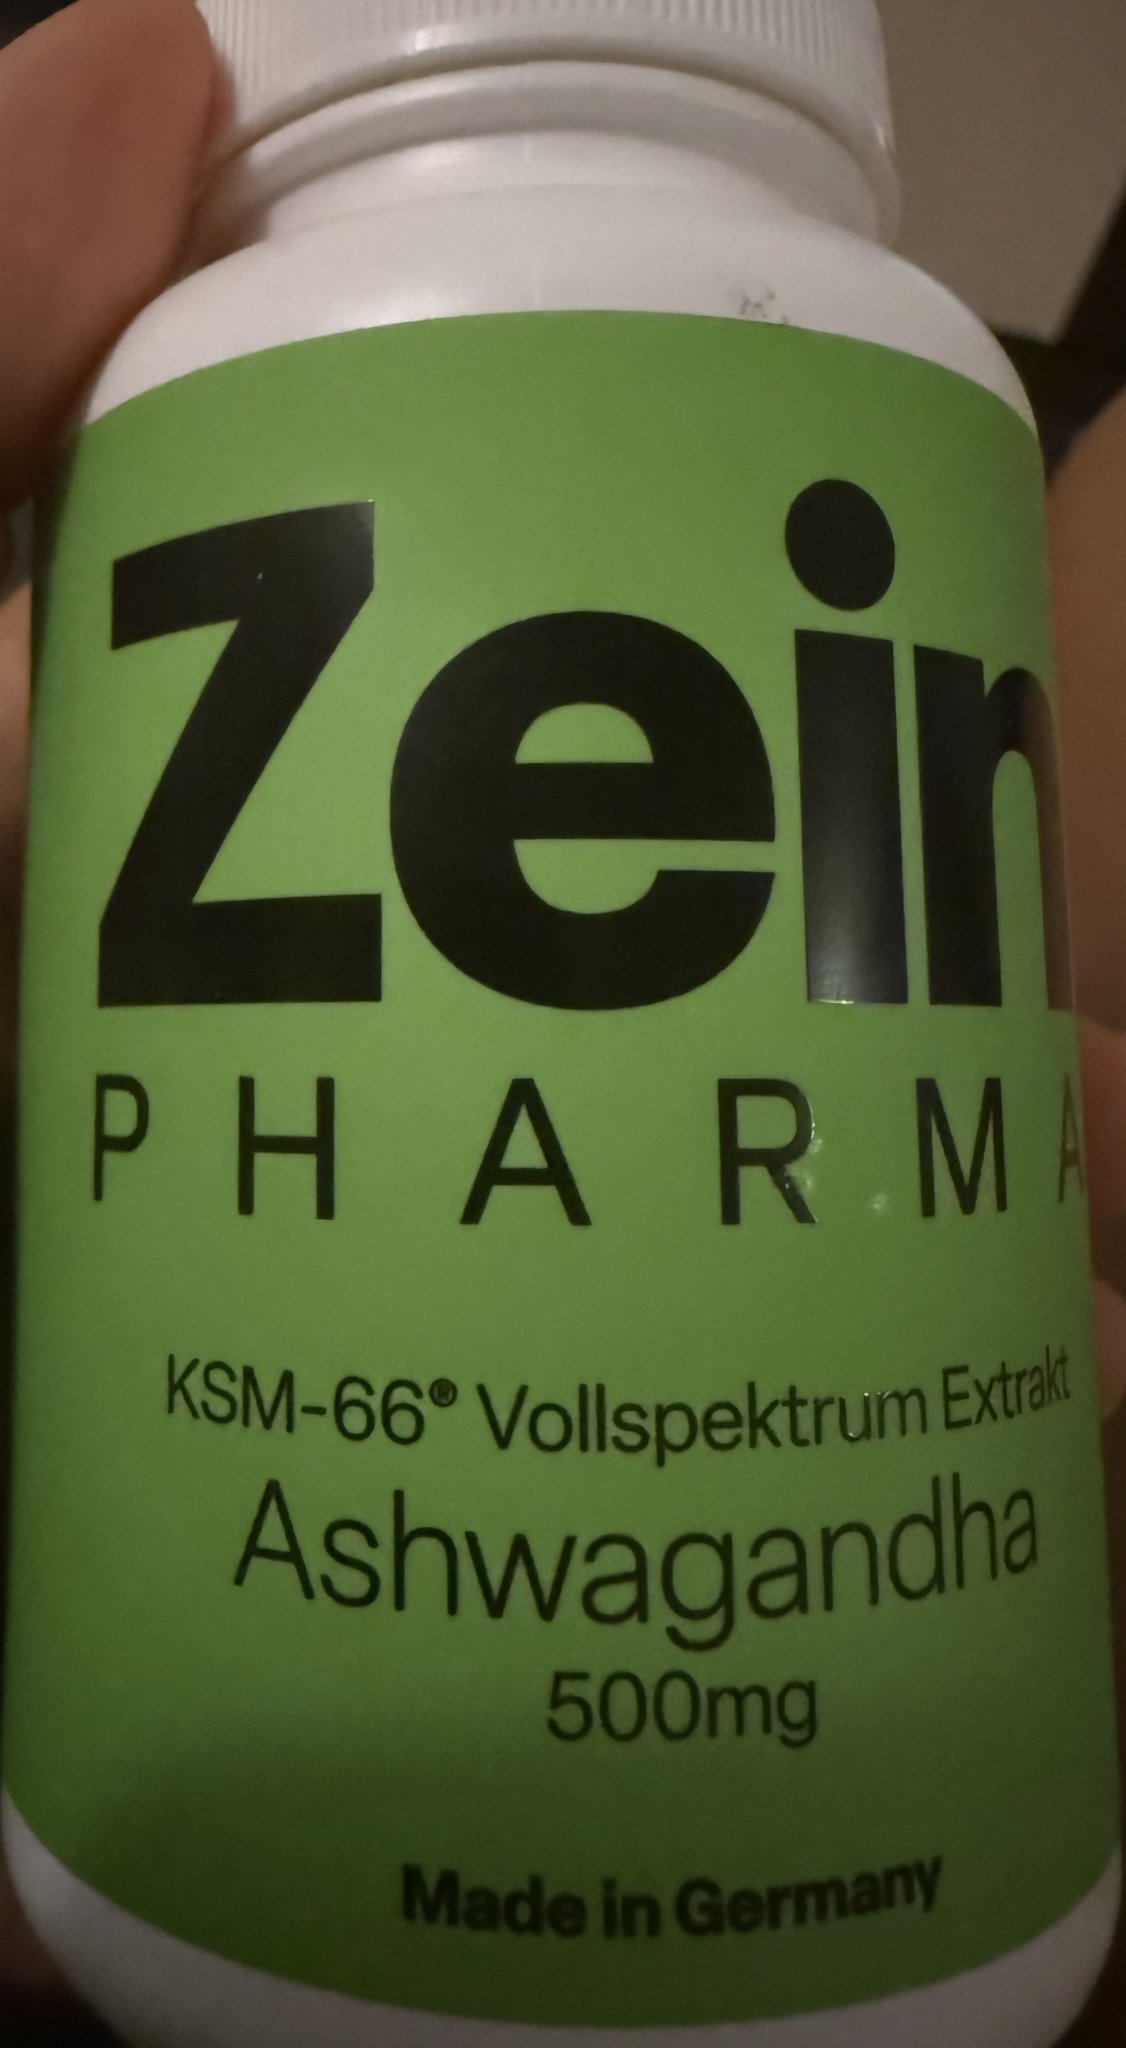 Zein
PHARMA
KSM-66® Vollspektrum Extrakt
Ashwagandha
500mg
Made in Germany